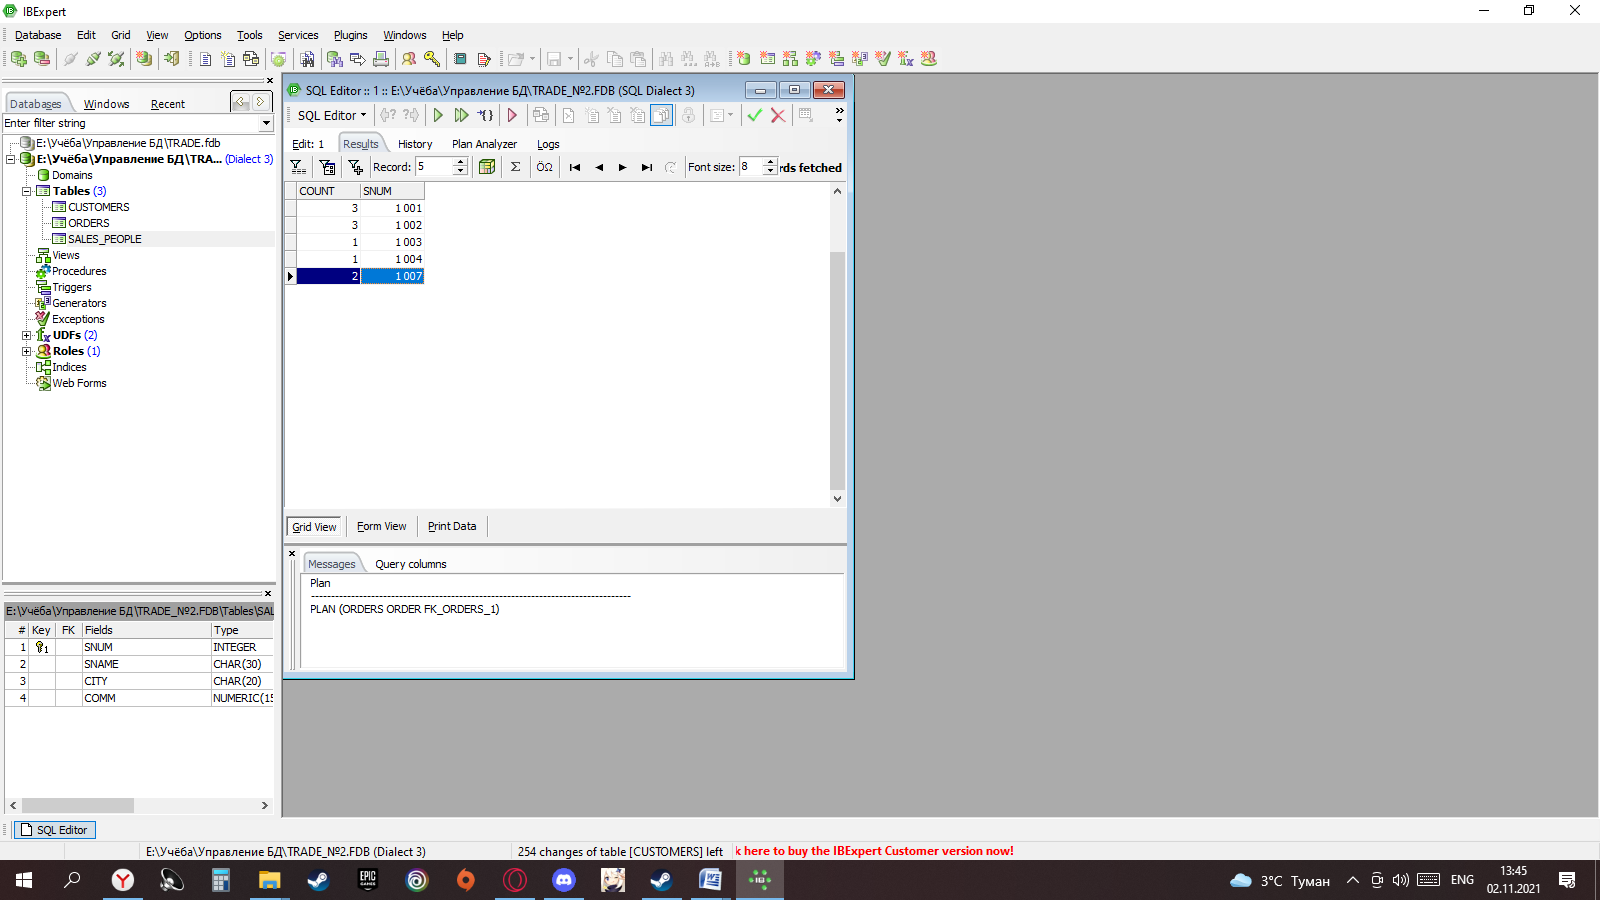 IBExpert
Database Edit Grid View Options Tools Services Plugins Windows Help
Databases Windows Recent
Enter filter string
E:\Учёба\Управление БД\TRADE.fdb
E:\Учёба\Управление БД\TRA... (Dialect 3)
Domains
Tables (3)
CUSTOMERS
ORDERS
SALES_PEOPLE
Views
Procedures
Triggers
Generators
Exceptions
UDFs (2)
Roles (1)
Indices
Web Forms
E:\Учёба\Управление БД\TRADE_№2.FDB\Tables\SAL
# Key FK Fields Type
1 1 SNUM INTEGER
2 SNAME CHAR(30)
3 CITY CHAR(20)
4 COMM NUMERIC(15
SQL Editor :: 1 :: E:\Учёба\Управление БД\TRADE_№2.FDB (SQL Dialect 3)
SQL Editor
Edit: 1 Results History Plan Analyzer Logs
Record: 5 Σ ÖΩ Font size: 8 rds fetched
COUNT SNUM
3 1 001
3 1 002
1 1 003
1 1 004
2 1 007
Grid View Form View Print Data
Messages Query columns
Plan
--------------------------------------------------------------------------------
PLAN (ORDERS ORDER FK_ORDERS_1)
SQL Editor
E:\Учёба\Управление БД\TRADE_№2.FDB (Dialect 3) 254 changes of table [CUSTOMERS] left k here to buy the IBExpert Customer version now!
EPIC GAMES
3°C Туман ENG 13:45
02.11.2021